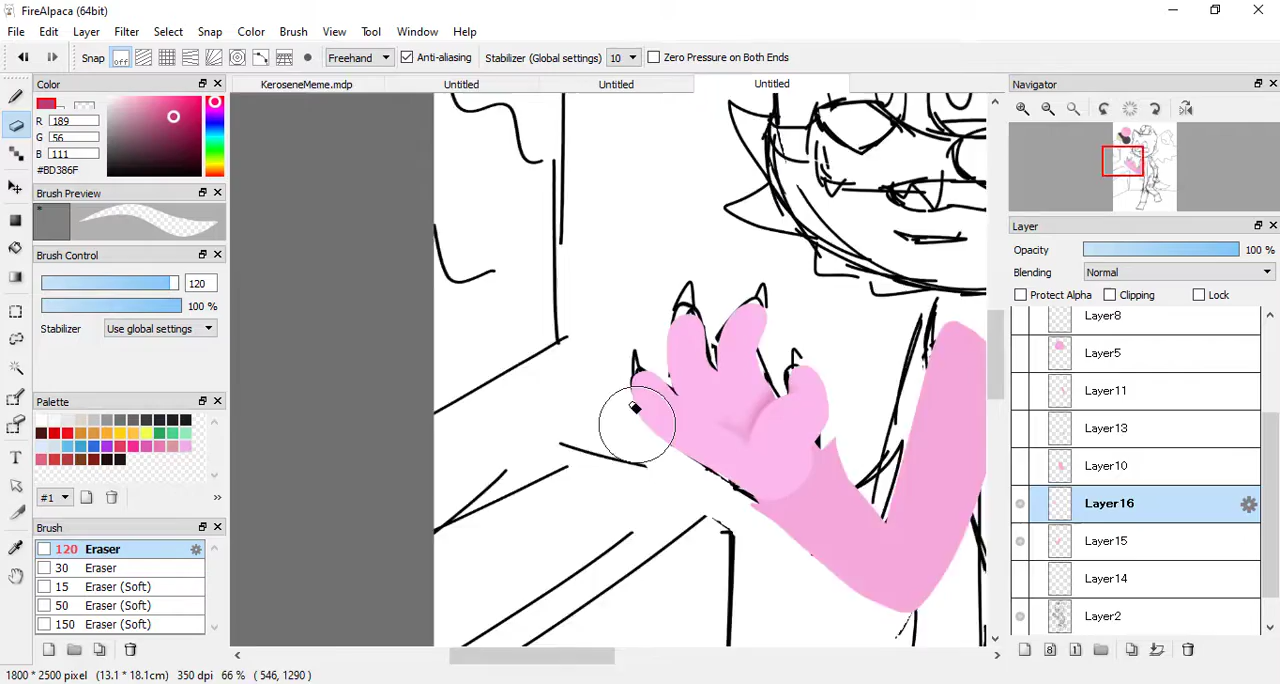 FireAlpaca (64bit)
File Edit Layer Filter Select Snap Color Brush View Tool Window Help
Snap off Freehand Anti-aliasing Stabilizer (Global settings) 10 Zero Pressure on Both Ends
Color
R 189
G 56
B 111
#BD386F
Brush Preview
Brush Control
120
100 %
Stabilizer Use global settings
Palette
#1
Brush
120 Eraser
30 Eraser
15 Eraser (Soft)
50 Eraser (Soft)
150 Eraser (Soft)
KeroseneMeme.mdp Untitled Untitled Untitled
Navigator
Layer
Opacity 100 %
Blending Normal
Protect Alpha Clipping Lock
Layer8
Layer5
Layer11
Layer13
Layer10
Layer16
Layer15
Layer14
Layer2
1800 * 2500 pixel (13.1 * 18.1cm) 350 dpi 66 % ( 546, 1290 )